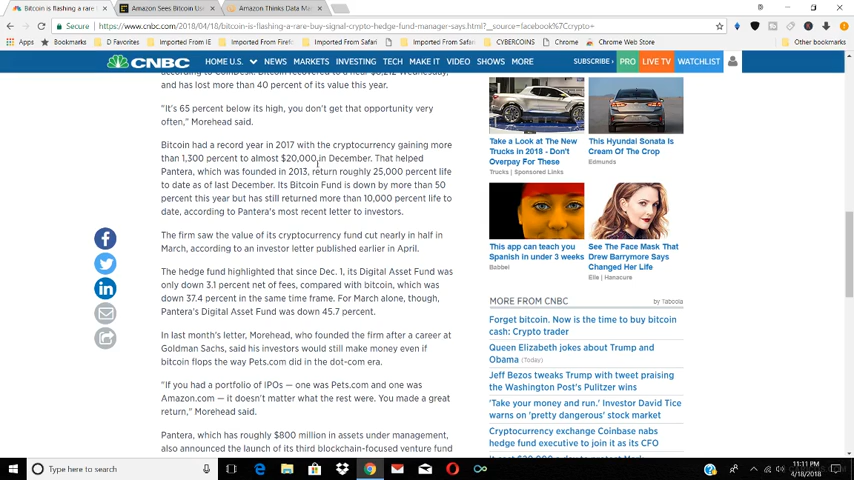 Bitcoin is flashing a rare
Amazon Sees Bitcoin Us
Amazon Thinks Data Ma
Secure
https://www.cnbc.com/2018/04/18/bitcoin-is-flashing-a-rare-buy-signal-crypto-hedge-fund-manager-says.html?__source=facebook%7Ccrypto+
Apps
Bookmarks
D Favorites
Imported From IE
Imported From Safari
Imported From Safari
CYBERCOINS
Chrome
Chrome Web Store
Other bookmarks
CNBC
HOME U.S.
NEWS
MARKETS
INVESTING
TECH
MAKE IT
VIDEO
SHOWS
MORE
SUBSCRIBE
PRO
LIVE TV
WATCHLIST
according to CoinDesk. Bitcoin recovered to near $8,212 Wednesday,
and has lost more than 40 percent of its value this year.
"It's 65 percent below its high, you don't get that opportunity very
often," Morehead said.
Bitcoin had a record year in 2017 with the cryptocurrency gaining more
than 1,300 percent to almost $20,000 in December. That helped
Pantera, which was founded in 2013, return roughly 25,000 percent life
to date as of last December. Its Bitcoin Fund is down by more than 50
percent this year but has still returned more than 10,000 percent life to
date, according to Pantera's most recent letter to investors.
The firm saw the value of its cryptocurrency fund cut nearly in half in
March, according to an investor letter published earlier in April.
The hedge fund highlighted that since Dec. 1, its Digital Asset Fund was
only down 3.1 percent net of fees, compared with bitcoin, which was
down 37.4 percent in the same time frame. For March alone, though,
Pantera's Digital Asset Fund was down 45.7 percent.
In last month's letter, Morehead, who founded the firm after a career at
Goldman Sachs, said his investors would still make money even if
bitcoin flops the way Pets.com did in the dot-com era.
"If you had a portfolio of IPOs — one was Pets.com and one was
Amazon.com — it doesn't matter what the rest were. You made a great
return," Morehead said.
Pantera, which has roughly $800 million in assets under management,
also announced the launch of its third blockchain-focused venture fund
Take a Look at The New
Trucks in 2018 - Don't
Overpay For These
Trucks | Sponsored Links
This Hyundai Sonata Is
Cream Of The Crop
Edmunds
This app can teach you
Spanish in under 3 weeks
Babbel
See The Face Mask That
Drew Barrymore Says
Changed Her Life
Elle | Hanacure
MORE FROM CNBC
by Taboola
Forget bitcoin. Now is the time to buy bitcoin
cash: Crypto trader
Queen Elizabeth jokes about Trump and
Obama (Today)
Jeff Bezos tweaks Trump with tweet praising
the Washington Post's Pulitzer wins
'Take your money and run.' Investor David Tice
warns on 'pretty dangerous' stock market
Cryptocurrency exchange Coinbase nabs
hedge fund executive to join it as its CFO
Type here to search
11:11 PM
4/18/2018